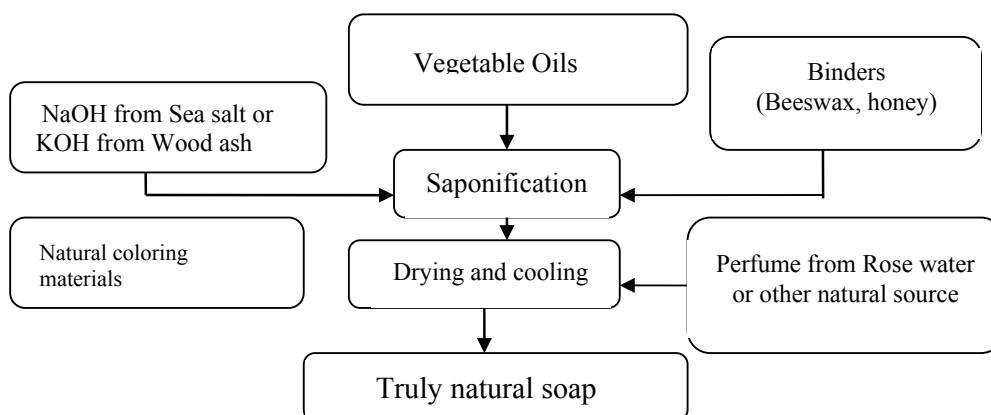 Vegetable Oils
Binders
(Beeswax, honey)
NaOH from Sea salt or
KOH from Wood ash
Saponification
Natural coloring
materials
Drying and cooling
Perfume from Rose water
or other natural source
Truly natural soap